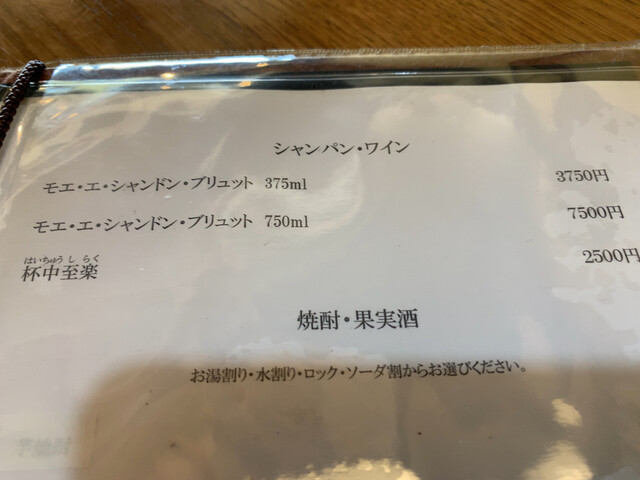 シャンパン・ワイン
モエ・エ・シャンドン・ブリュット 375ml 3750円
モエ・エ・シャンドン・ブリュット 750ml 7500円
はいちゅうしらく
杯中至楽 2500円
焼酎・果実酒
お湯割り・水割り・ロック・ソーダ割からお選びください。